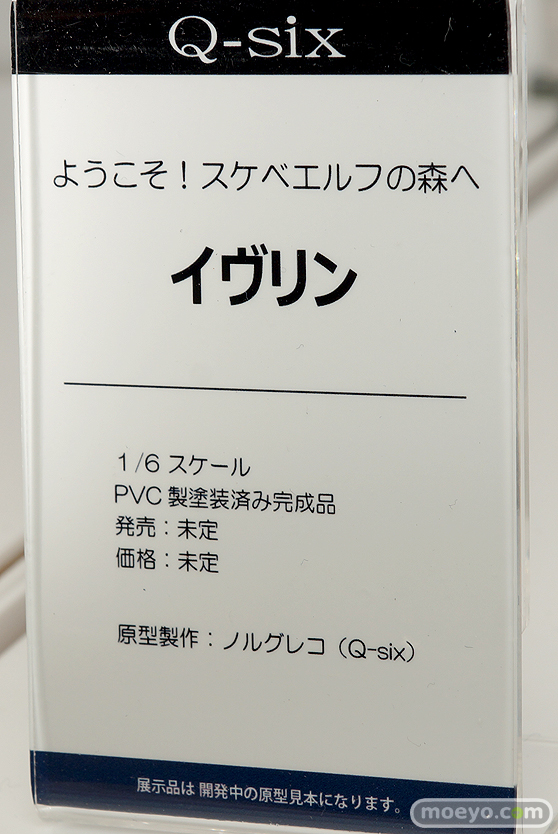 Q-six
ようこそ！スケベエルフの森へ
イヴリン
1/6 スケール
PVC 製塗装済み完成品
発売：未定
価格：未定
原型製作：ノルグレコ（Q-six）
展示品は 開発中の原型見本になります。
moeyo.com